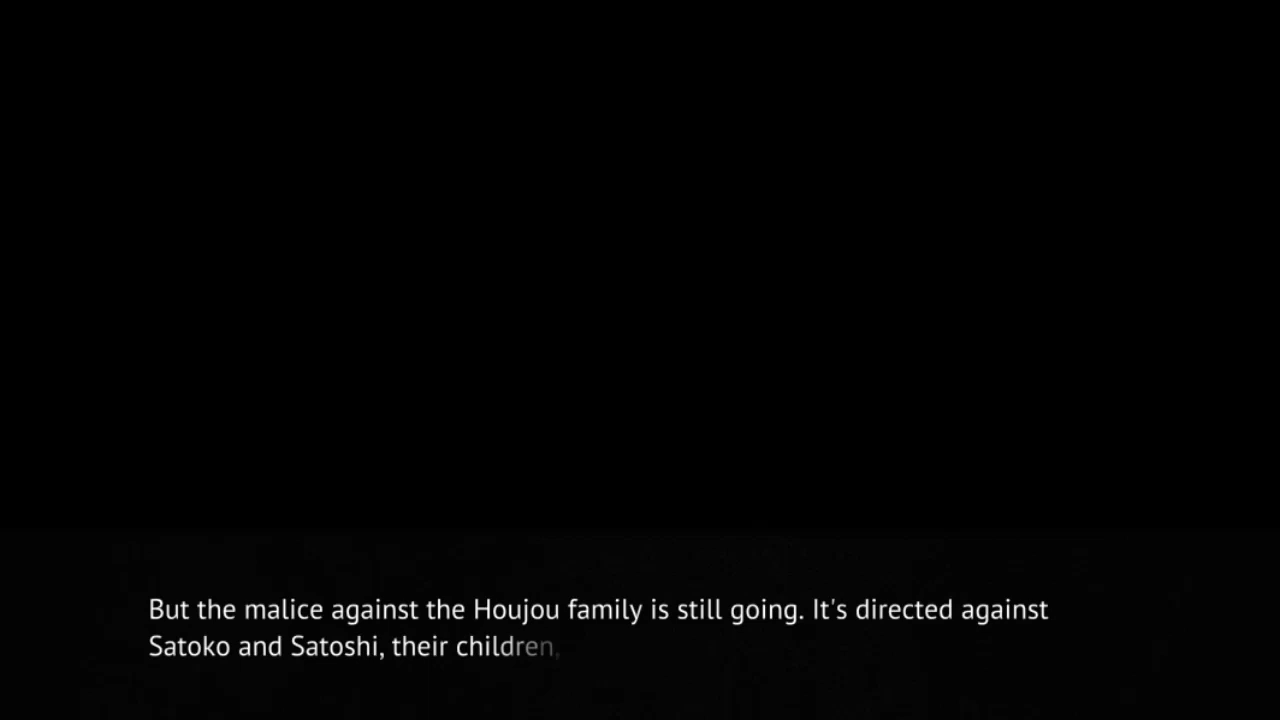 But the malice against the Houjou family is still going. It's directed against
Satoko and Satoshi, their children,